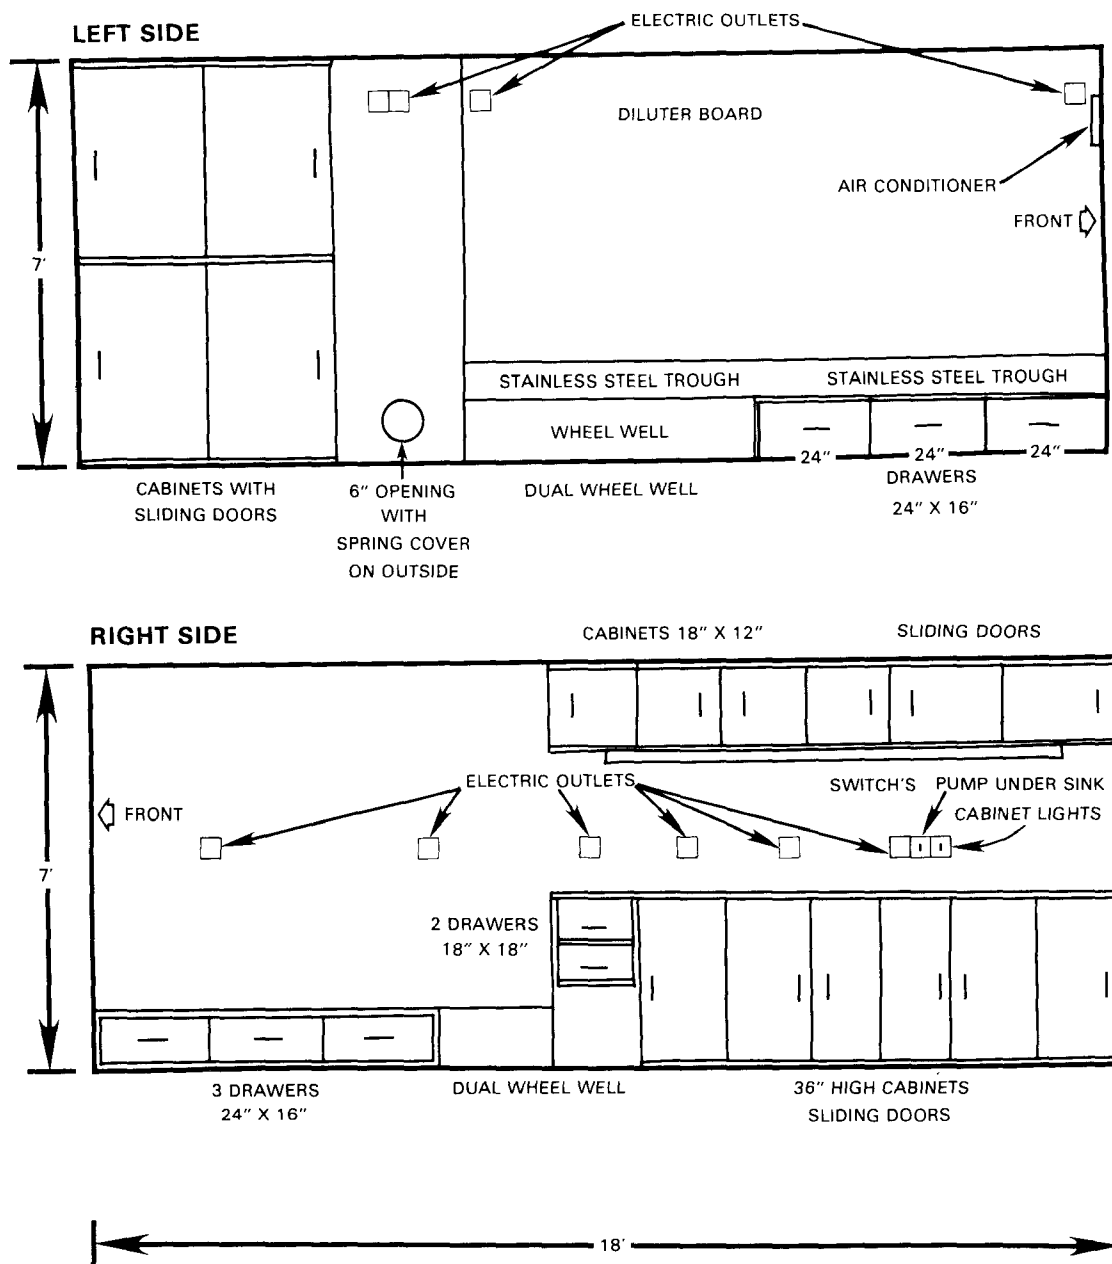 LEFT SIDE
ELECTRIC OUTLETS
DILUTER BOARD
AIR CONDITIONER
FRONT
7'
STAINLESS STEEL TROUGH
STAINLESS STEEL TROUGH
WHEEL WELL
24"
24"
24"
CABINETS WITH
SLIDING DOORS
6" OPENING
WITH
SPRING COVER
ON OUTSIDE
DUAL WHEEL WELL
DRAWERS
24" X 16"
RIGHT SIDE
CABINETS 18" X 12"
SLIDING DOORS
ELECTRIC OUTLETS
SWITCH'S
PUMP UNDER SINK
CABINET LIGHTS
FRONT
7'
2 DRAWERS
18" X 18"
3 DRAWERS
24" X 16"
DUAL WHEEL WELL
36" HIGH CABINETS
SLIDING DOORS
18'